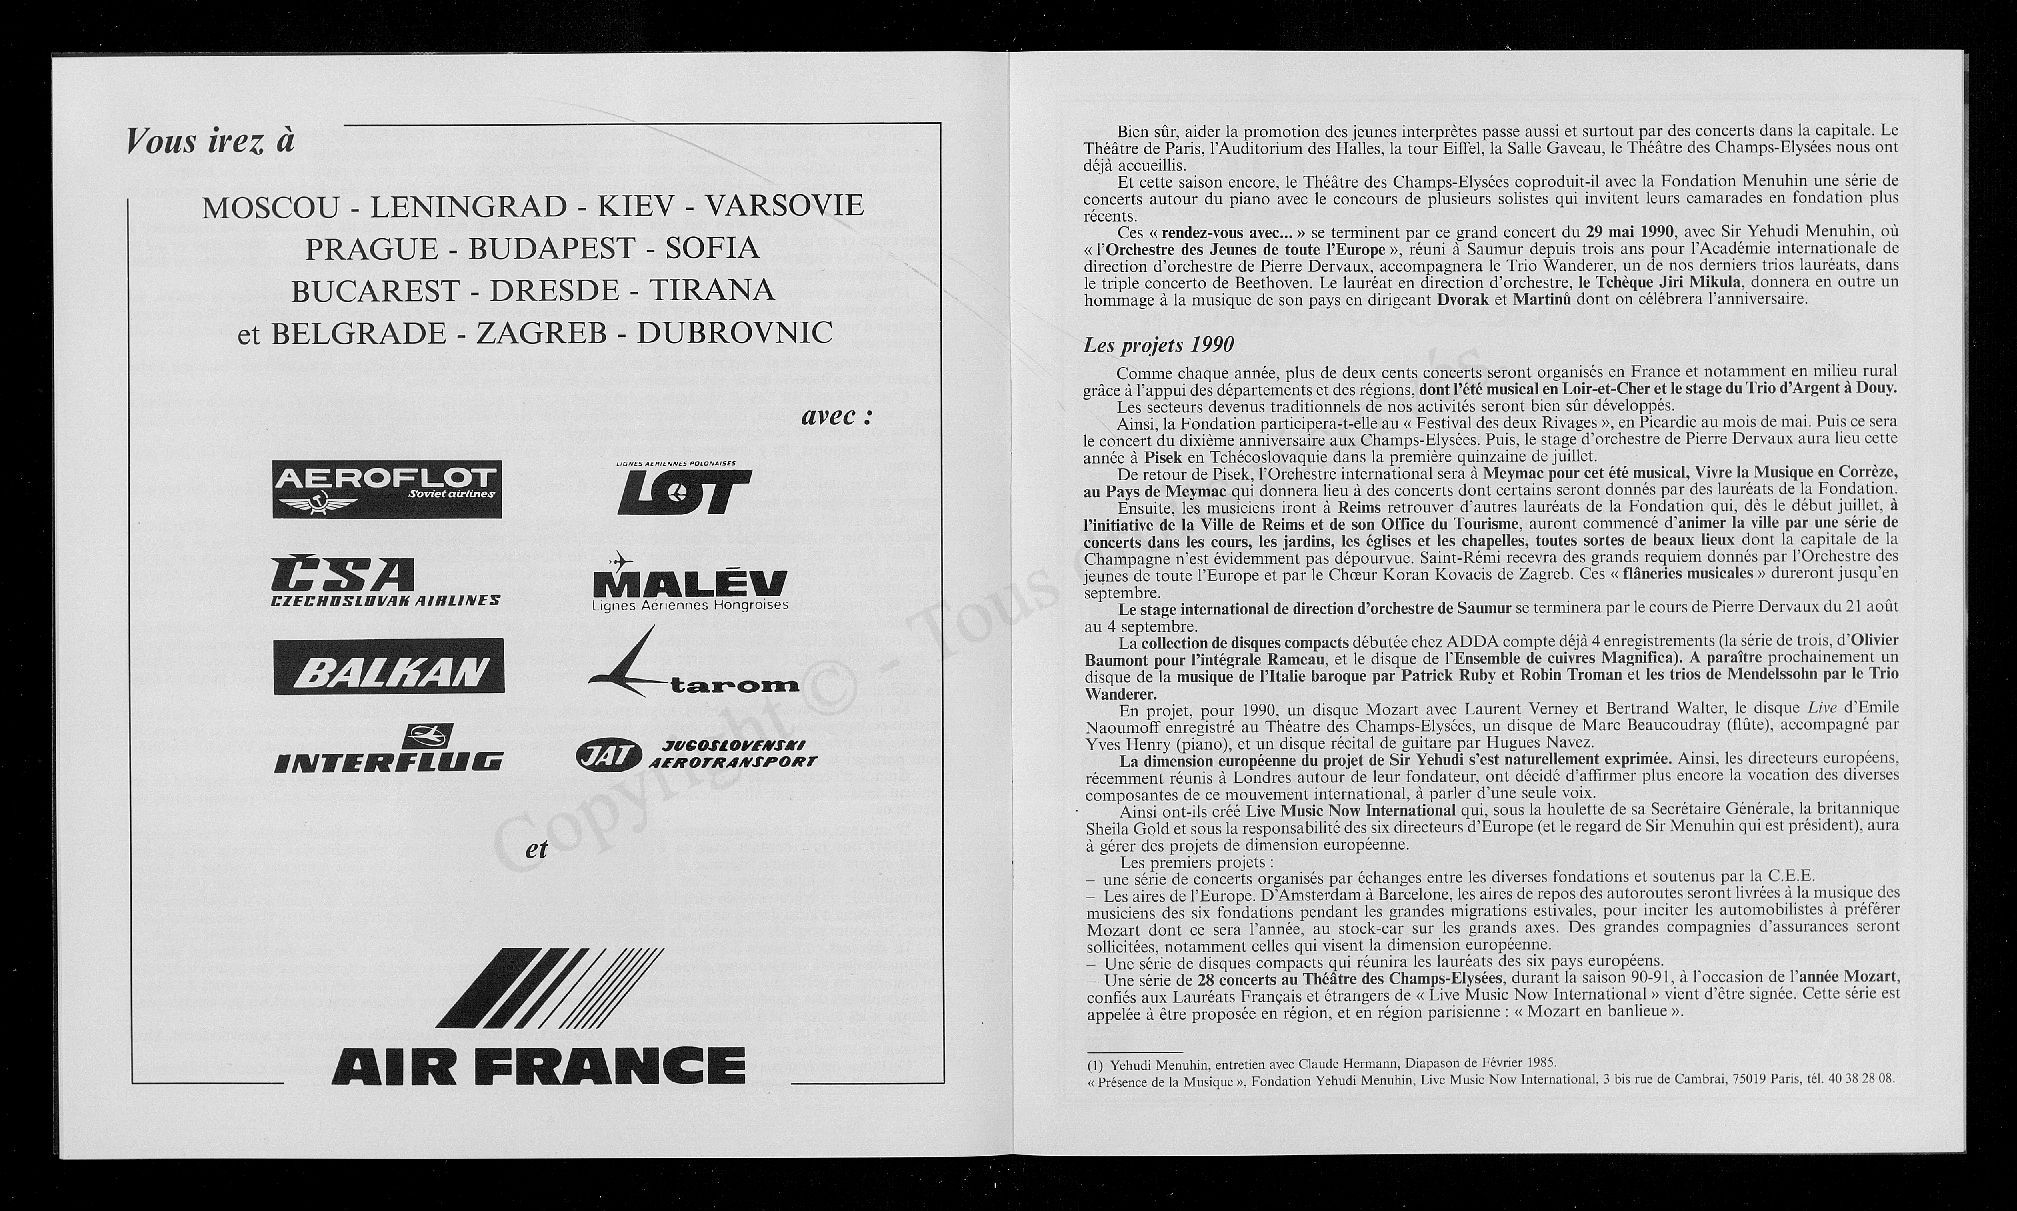 Vous irez à
MOSCOU - LENINGRAD - KIEV - VARSOVIE
PRAGUE - BUDAPEST - SOFIA
BUCAREST - DRESDE - TIRANA
et BELGRADE - ZAGREB - DUBROVNIC
avec :
AEROFLOT
Soviet airlines
LIGNES AERIENNES POLONAISES
LOT
ČSA
CZECHOSLOVAK AIRLINES
MALÉV
Lignes Aériennes Hongroises
BALKAN
tarom
INTERFLUG
JAT JUGOSLOVENSKI
AEROTRANSPORT
et
AIR FRANCE
Bien sûr, aider la promotion des jeunes interprètes passe aussi et surtout par des concerts dans la capitale. Le
Théâtre de Paris, l'Auditorium des Halles, la tour Eiffel, la Salle Gaveau, le Théâtre des Champs-Elysées nous ont
déjà accueillis.
Et cette saison encore, le Théâtre des Champs-Elysées coproduit-il avec la Fondation Menuhin une série de
concerts autour du piano avec le concours de plusieurs solistes qui invitent leurs camarades en fondation plus
récents.
Ces « rendez-vous avec... » se terminent par ce grand concert du 29 mai 1990, avec Sir Yehudi Menuhin, où
« l'Orchestre des Jeunes de toute l'Europe », réuni à Saumur depuis trois ans pour l'Académie internationale de
direction d'orchestre de Pierre Dervaux, accompagnera le Trio Wanderer, un de nos derniers trios lauréats, dans
le triple concerto de Beethoven. Le lauréat en direction d'orchestre, le Tchèque Jiri Mikula, donnera en outre un
hommage à la musique de son pays en dirigeant Dvorak et Martinû dont on célébrera l'anniversaire.
Les projets 1990
Comme chaque année, plus de deux cents concerts seront organisés en France et notamment en milieu rural
grâce à l'appui des départements et des régions, dont l'été musical en Loir-et-Cher et le stage du Trio d'Argent à Douy.
Les secteurs devenus traditionnels de nos activités seront bien sûr développés.
Ainsi, la Fondation participera-t-elle au « Festival des deux Rivages », en Picardie au mois de mai. Puis ce sera
le concert du dixième anniversaire aux Champs-Elysées. Puis, le stage d'orchestre de Pierre Dervaux aura lieu cette
année à Pisek en Tchécoslovaquie dans la première quinzaine de juillet.
De retour de Pisek, l'Orchestre international sera à Meymac pour cet été musical, Vivre la Musique en Corrèze,
au Pays de Meymac qui donnera lieu à des concerts dont certains seront donnés par des lauréats de la Fondation.
Ensuite, les musiciens iront à Reims retrouver d'autres lauréats de la Fondation qui, dès le début juillet, à
l'initiative de la Ville de Reims et de son Office du Tourisme, auront commencé d'animer la ville par une série de
concerts dans les cours, les jardins, les églises et les chapelles, toutes sortes de beaux lieux dont la capitale de la
Champagne n'est évidemment pas dépourvue. Saint-Rémi recevra des grands requiem donnés par l'Orchestre des
jeunes de toute l'Europe et par le Chœur Koran Kovacis de Zagreb. Ces « flâneries musicales » dureront jusqu'en
septembre.
Le stage international de direction d'orchestre de Saumur se terminera par le cours de Pierre Dervaux du 21 août
au 4 septembre.
La collection de disques compacts débutée chez ADDA compte déjà 4 enregistrements (la série de trois, d'Olivier
Baumont pour l'intégrale Rameau, et le disque de l'Ensemble de cuivres Magnifica). A paraître prochainement un
disque de la musique de l'Italie baroque par Patrick Ruby et Robin Troman et les trios de Mendelssohn par le Trio
Wanderer.
En projet, pour 1990, un disque Mozart avec Laurent Verney et Bertrand Walter, le disque Live d'Emile
Naoumoff enregistré au Théatre des Champs-Elysées, un disque de Marc Beaucoudray (flûte), accompagné par
Yves Henry (piano), et un disque récital de guitare par Hugues Navez.
La dimension européenne du projet de Sir Yehudi s'est naturellement exprimée. Ainsi, les directeurs européens,
récemment réunis à Londres autour de leur fondateur, ont décidé d'affirmer plus encore la vocation des diverses
composantes de ce mouvement international, à parler d'une seule voix.
Ainsi ont-ils créé Live Music Now International qui, sous la houlette de sa Secrétaire Générale, la britannique
Sheila Gold et sous la responsabilité des six directeurs d'Europe (et le regard de Sir Menuhin qui est président), aura
à gérer des projets de dimension européenne.
Les premiers projets :
– une série de concerts organisés par échanges entre les diverses fondations et soutenus par la C.E.E.
– Les aires de l'Europe. D'Amsterdam à Barcelone, les aires de repos des autoroutes seront livrées à la musique des
musiciens des six fondations pendant les grandes migrations estivales, pour inciter les automobilistes à préférer
Mozart dont ce sera l'année, au stock-car sur les grands axes. Des grandes compagnies d'assurances seront
sollicitées, notamment celles qui visent la dimension européenne.
– Une série de disques compacts qui réunira les lauréats des six pays européens.
– Une série de 28 concerts au Théâtre des Champs-Elysées, durant la saison 90-91, à l'occasion de l'année Mozart,
confiés aux Lauréats Français et étrangers de « Live Music Now International » vient d'être signée. Cette série est
appelée à être proposée en région, et en région parisienne : « Mozart en banlieue ».
(1) Yehudi Menuhin, entretien avec Claude Hermann, Diapason de Février 1985.
« Présence de la Musique », Fondation Yehudi Menuhin, Live Music Now International, 3 bis rue de Cambrai, 75019 Paris, tél. 40 38 28 08.
Copyright © - Tous